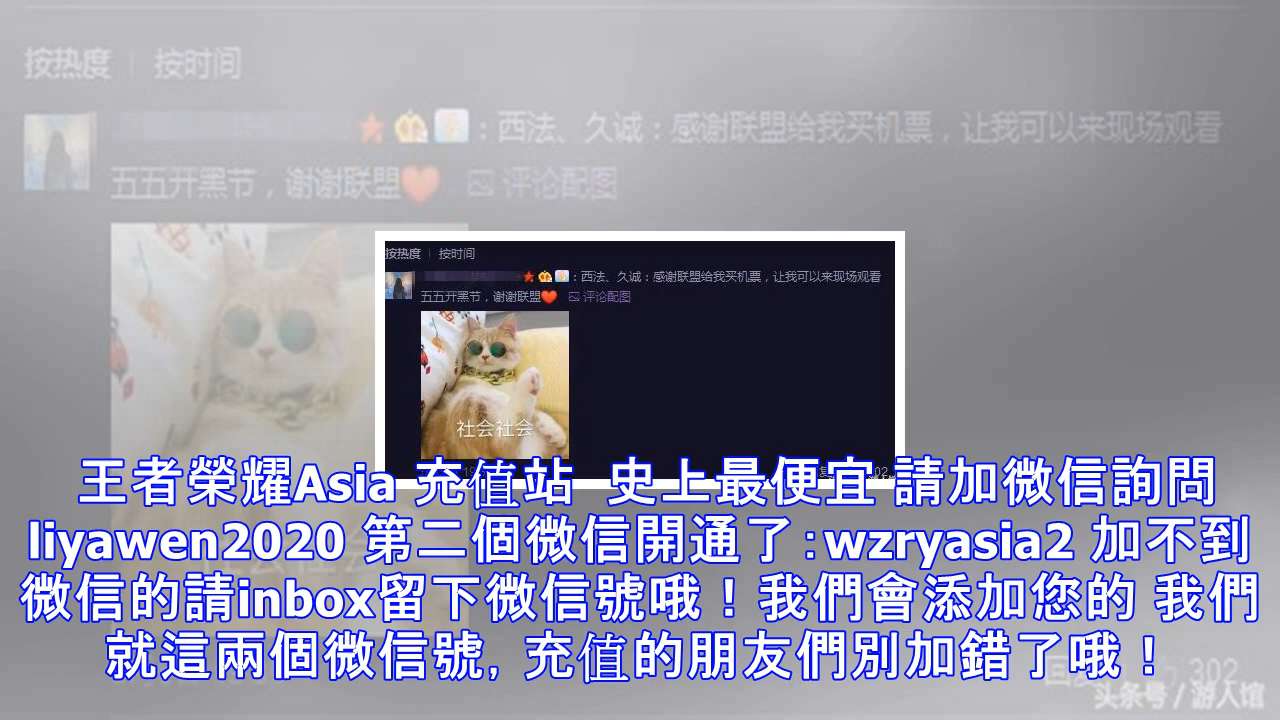 按热度 | 按时间
：西法、久诚：感谢联盟给我买机票，让我可以来现场观看
五五开黑节，谢谢联盟❤ 评论配图
按热度 | 按时间
：西法、久诚：感谢联盟给我买机票，让我可以来现场观看
五五开黑节，谢谢联盟❤ 评论配图
社会社会
王者榮耀Asia 充值站 史上最便宜 請加微信詢問
liyawen2020 第二個微信開通了:wzryasia2 加不到
微信的請inbox留下微信號哦！我們會添加您的 我們
就這兩個微信號, 充值的朋友們別加錯了哦！
302
头条号 / 游人馆